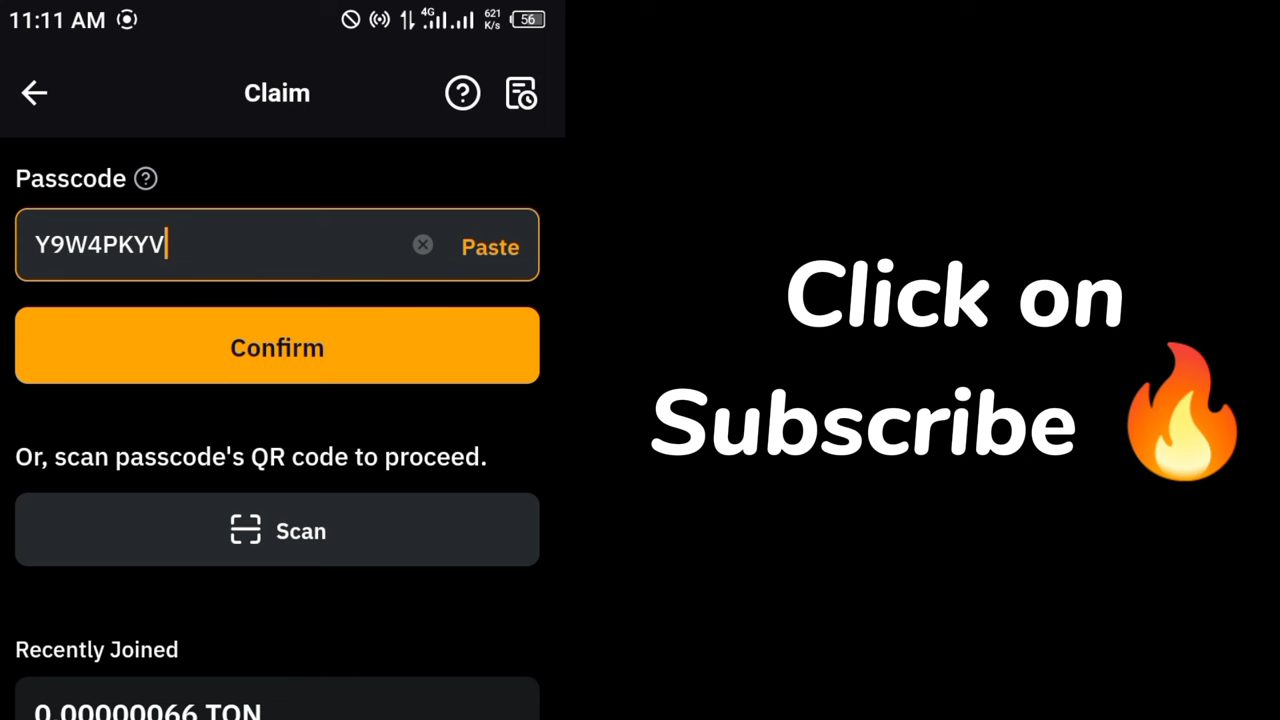 11:11 AM 4G 621 K/s 56
Claim
Passcode
Y9W4PKYV Paste
Confirm
Or, scan passcode's QR code to proceed.
Scan
Recently Joined
0.00000066 TON
Click on
Subscribe 🔥